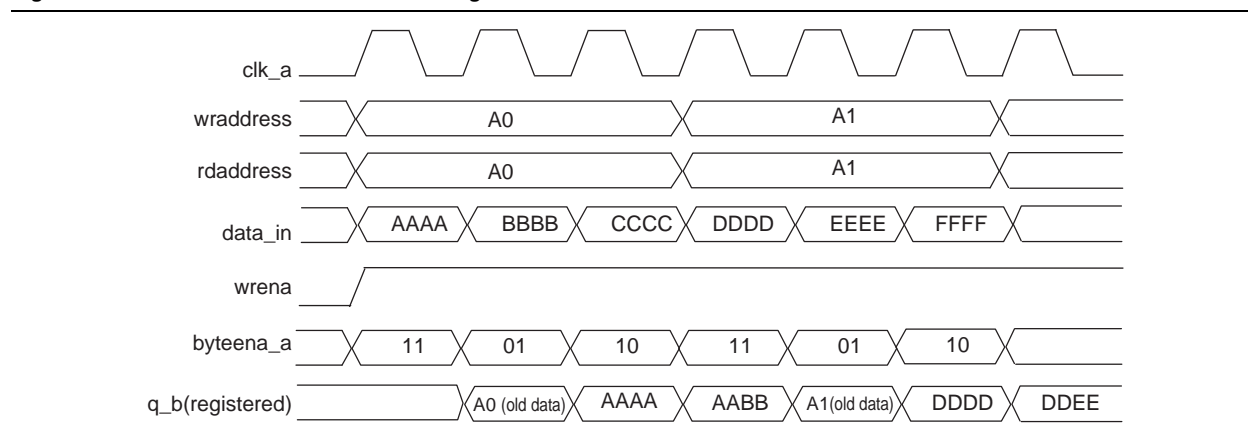 clk_a
wraddress A0 A1
rdaddress A0 A1
data_in AAAA BBBB CCCC DDDD EEEE FFFF
wrena
byteena_a 11 01 10 11 01 10
q_b(registered) A0 (old data) AAAA AABB A1(old data) DDDD DDEE